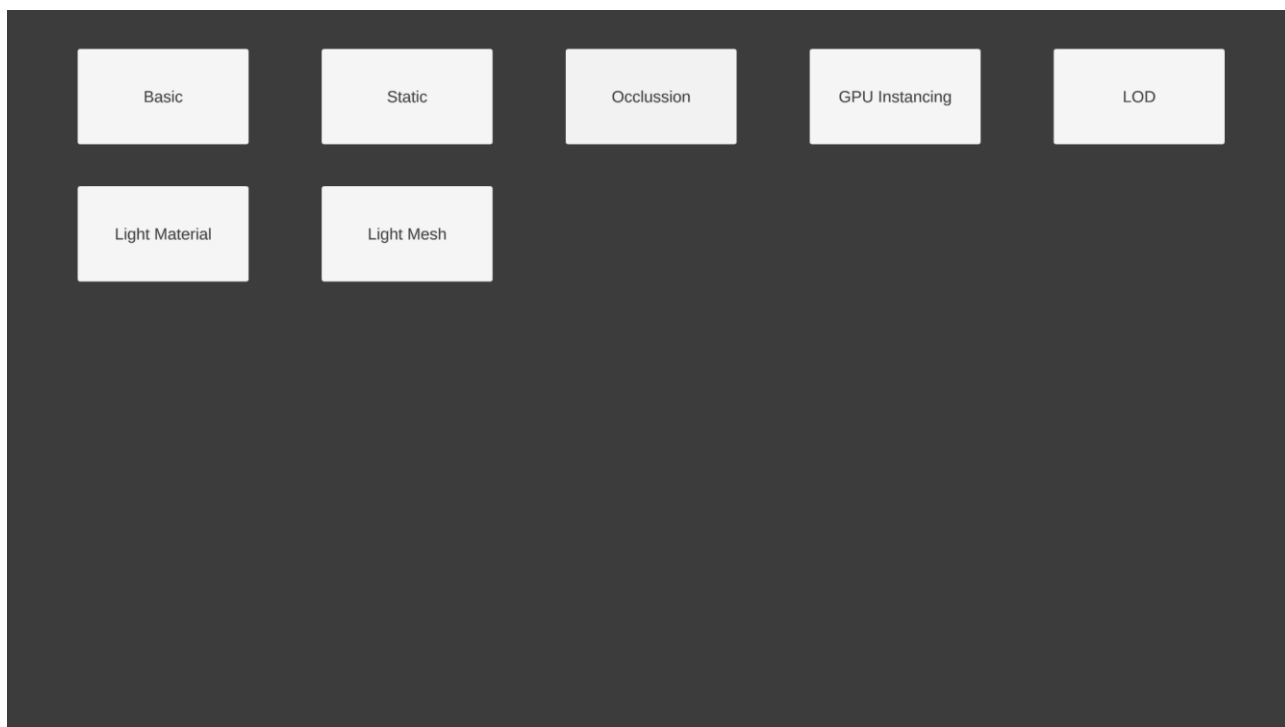 Basic
Static
Occlussion
GPU Instancing
LOD
Light Material
Light Mesh